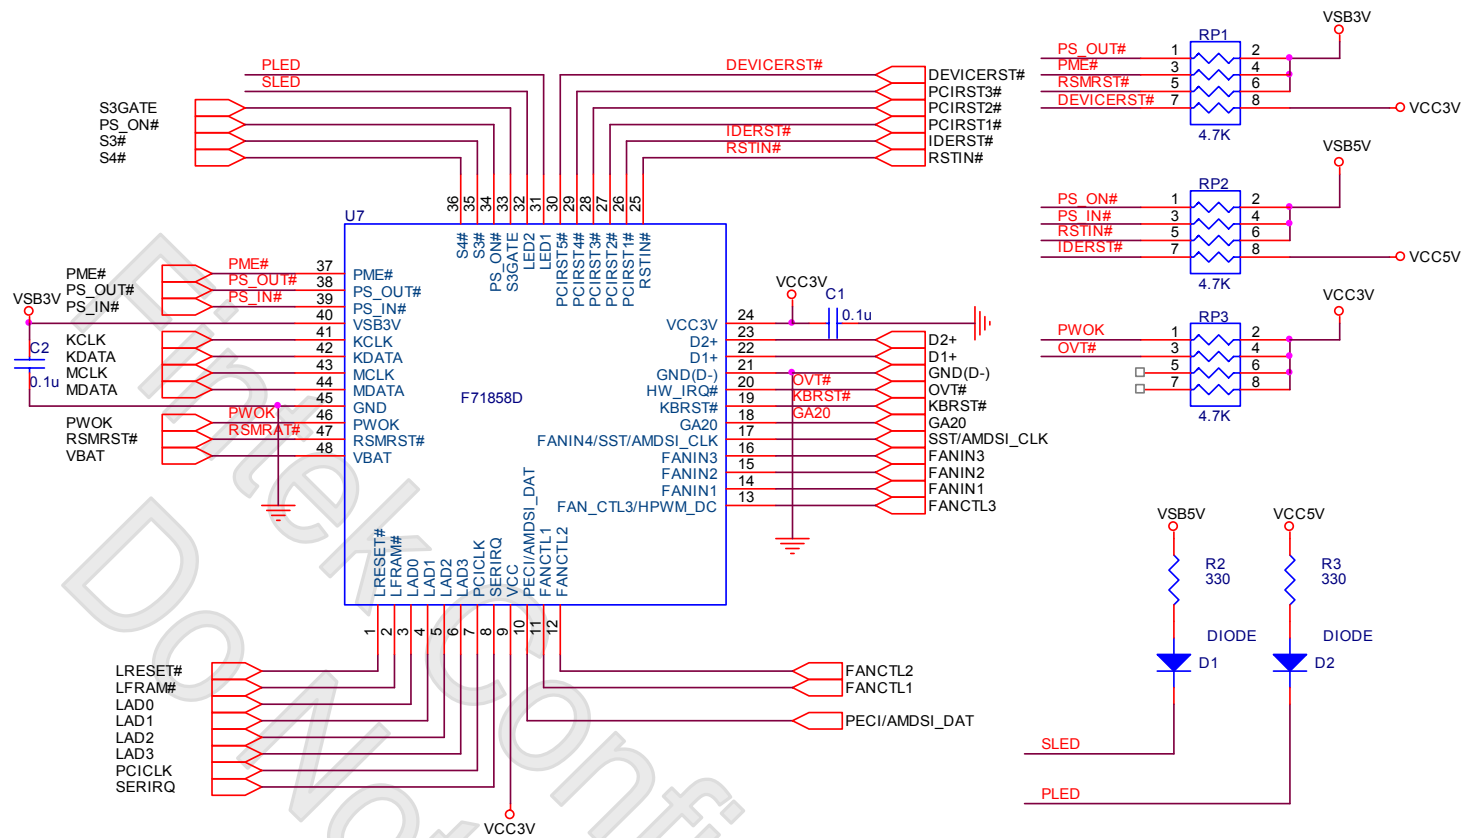 PLED
SLED
S3GATE
PS_ON#
S3#
S4#
DEVICERST#
IDERST#
RSTIN#
DEVICERST#
PCIRST3#
PCIRST2#
PCIRST1#
IDERST#
RSTIN#
36
35
34
33
32
31
30
29
28
27
26
25
U7
S4#
S3#
PS_ON#
S3GATE
LED2
LED1
PCIRST5#
PCIRST4#
PCIRST3#
PCIRST2#
PCIRST1#
RSTIN#
VSB3V
C2
0.1u
PME#
PS_OUT#
PS_IN#
KCLK
KDATA
MCLK
MDATA
PWOK
RSMRST#
VBAT
PME#
PS_OUT#
PS_IN#
PWOK
RSMRAT#
37
38
39
40
41
42
43
44
45
46
47
48
PME#
PS_OUT#
PS_IN#
VSB3V
KCLK
KDATA
MCLK
MDATA
GND
PWOK
RSMRST#
VBAT
F71858D
VCC3V
D2+
D1+
GND(D-)
HW_IRQ#
KBRST#
GA20
FANIN4/SST/AMDSI_CLK
FANIN3
FANIN2
FANIN1
FAN_CTL3/HPWM_DC
24
23
22
21
20
19
18
17
16
15
14
13
VCC3V
C1
0.1u
OVT#
KBRST#
GA20
D2+
D1+
GND(D-)
OVT#
KBRST#
GA20
SST/AMDSI_CLK
FANIN3
FANIN2
FANIN1
FANCTL3
LRESET#
LFRAM#
LAD0
LAD1
LAD2
LAD3
PCICLK
SERIRQ
VCC
PECI/AMDSI_DAT
FANCTL1
FANCTL2
1
2
3
4
5
6
7
8
9
10
11
12
LRESET#
LFRAM#
LAD0
LAD1
LAD2
LAD3
PCICLK
SERIRQ
VCC3V
FANCTL2
FANCTL1
PECI/AMDSI_DAT
VSB3V
RP1
PS_OUT# 1 2
PME# 3 4
RSMRST# 5 6
DEVICERST# 7 8 VCC3V
4.7K
VSB5V
RP2
PS_ON# 1 2
PS_IN# 3 4
RSTIN# 5 6
IDERST# 7 8 VCC5V
4.7K
VCC3V
RP3
PWOK 1 2
OVT# 3 4
5 6
7 8
4.7K
VSB5V
VCC5V
R2
330
R3
330
DIODE
D1
DIODE
D2
SLED
PLED
Fintek Confi
Do Not